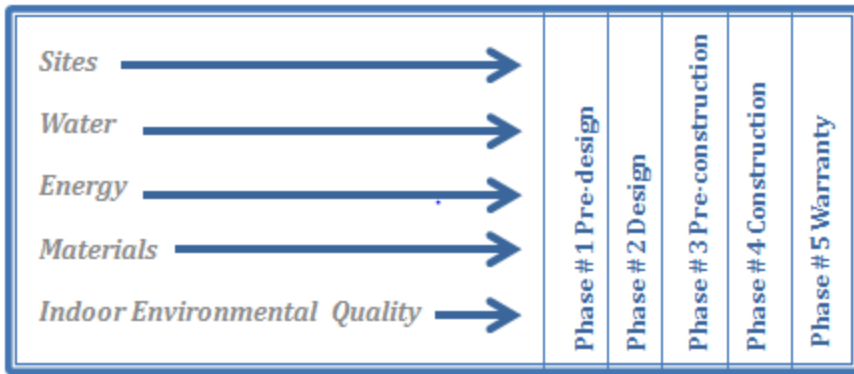 Sites
Water
Energy
Materials
Indoor Environmental Quality
Phase # 1 Pre-design
Phase # 2 Design
Phase # 3 Pre-construction
Phase # 4 Construction
Phase # 5 Warranty